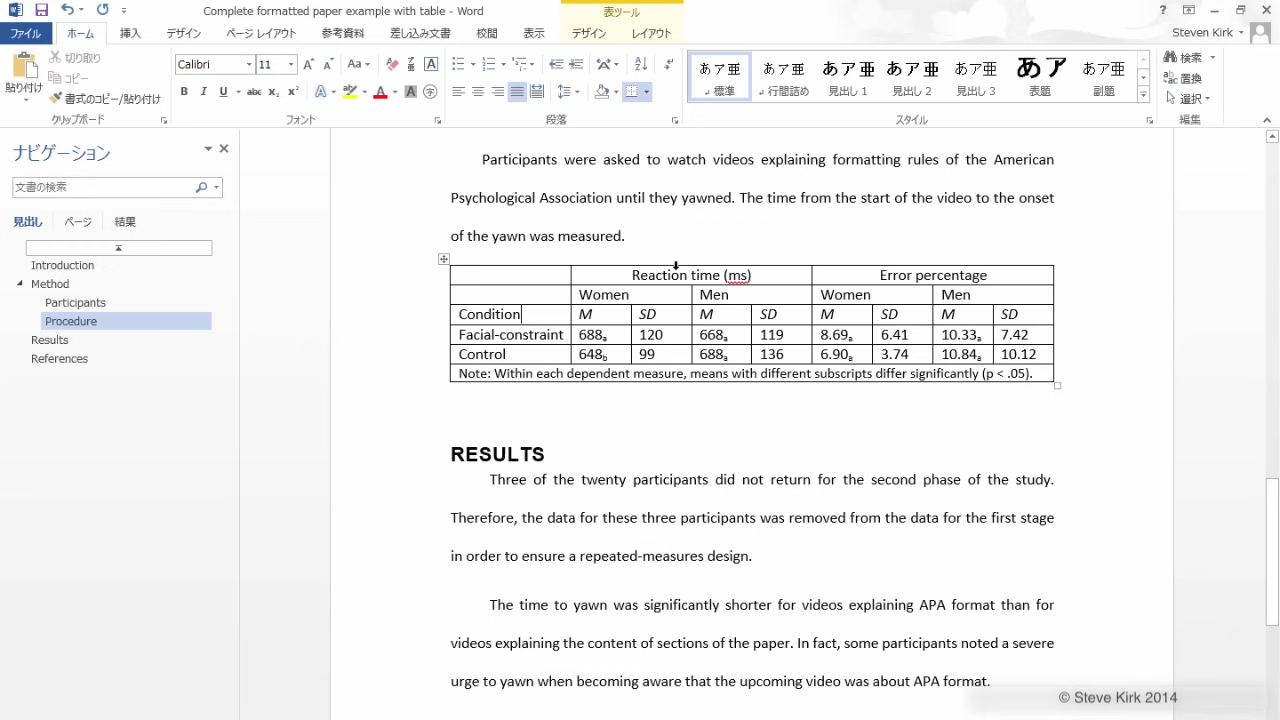 Complete formatted paper example with table - Word
表ツール
ファイル ホーム 挿入 デザイン ページ レイアウト 参考資料 差し込み文書 校閲 表示 デザイン レイアウト
Steven Kirk
貼り付け
切り取り
コピー
書式のコピー/貼り付け
クリップボード
Calibri 11
フォント
段落
あア亜 あア亜 あア亜 あア亜 あア亜 あア あア亜
標準 行間詰め 見出し 1 見出し 2 見出し 3 表題 副題
スタイル
検索
置換
選択
編集
ナビゲーション
文書の検索
見出し ページ 結果
Introduction
Method
Participants
Procedure
Results
References
Participants were asked to watch videos explaining formatting rules of the American
Psychological Association until they yawned. The time from the start of the video to the onset
of the yawn was measured.
Reaction time (ms) Error percentage
Women Men Women Men
Condition M SD M SD M SD M SD
Facial-constraint 688a 120 668a 119 8.69a 6.41 10.33a 7.42
Control 648b 99 688a 136 6.90a 3.74 10.84a 10.12
Note: Within each dependent measure, means with different subscripts differ significantly (p < .05).
RESULTS
Three of the twenty participants did not return for the second phase of the study.
Therefore, the data for these three participants was removed from the data for the first stage
in order to ensure a repeated-measures design.
The time to yawn was significantly shorter for videos explaining APA format than for
videos explaining the content of sections of the paper. In fact, some participants noted a severe
urge to yawn when becoming aware that the upcoming video was about APA format.
© Steve Kirk 2014